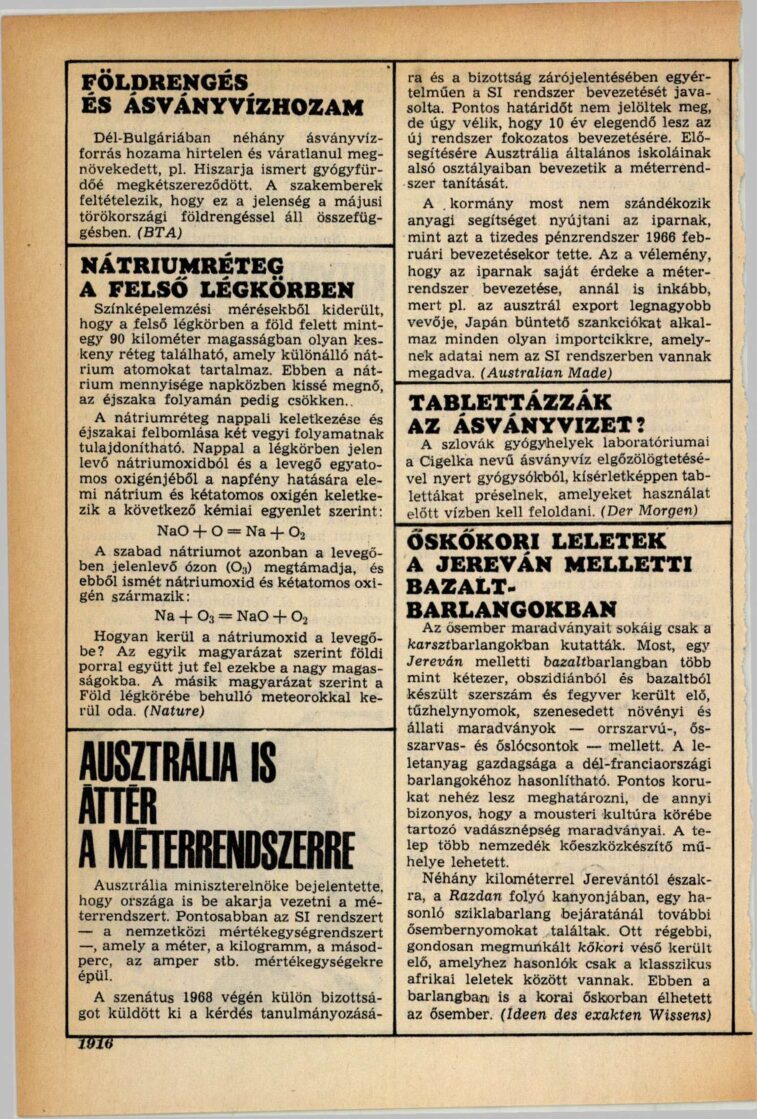 FÖLDRENGÉS
ÉS ÁSVÁNYVÍZHOZAM
Dél-Bulgáriában néhány ásványvíz-
forrás hozama hirtelen és váratlanul meg-
növekedett, pl. Hiszarja ismert gyógyfür-
dőé megkétszereződött. A szakemberek
feltételezik, hogy ez a jelenség a májusi
törökországi földrengéssel áll összefüg-
gésben. (BTA)
NÁTRIUMRÉTEG
A FELSŐ LÉGKÖRBEN
Színképelemzési mérésekből kiderült,
hogy a felső légkörben a föld felett mint-
egy 90 kilométer magasságban olyan kes-
keny réteg található, amely különálló nát-
rium atomokat tartalmaz. Ebben a nát-
rium mennyisége napközben kissé megnő,
az éjszaka folyamán pedig csökken..
A nátriumréteg nappali keletkezése és
éjszakai felbomlása két vegyi folyamatnak
tulajdonítható. Nappal a légkörben jelen
levő nátriumoxidból és a levegő egyato-
mos oxigénjéből a napfény hatására ele-
mi nátrium és kétatomos oxigén keletke-
zik a következő kémiai egyenlet szerint:
NaO + O = Na + O₂
A szabad nátriumot azonban a levegő-
ben jelenlevő ózon (O₃) megtámadja, és
ebből ismét nátriumoxid és kétatomos oxi-
gén származik:
Na + O₃ = NaO + O₂
Hogyan kerül a nátriumoxid a levegő-
be? Az egyik magyarázat szerint földi
porral együtt jut fel ezekbe a nagy magas-
ságokba. A másik magyarázat szerint a
Föld légkörébe behulló meteorokkal ke-
rül oda. (Nature)
AUSZTRÁLIA IS
ÁTTÉR
A MÉTERRENDSZERRE
Ausztrália miniszterelnöke bejelentette,
hogy országa is be akarja vezetni a mé-
terrendszert. Pontosabban az SI rendszert
— a nemzetközi mértékegységrendszert
—, amely a méter, a kilogramm, a másod-
perc, az amper stb. mértékegységekre
épül.
A szenátus 1968 végén külön bizottsá-
got küldött ki a kérdés tanulmányozásá-
ra és a bizottság zárójelentésében egyér-
telműen a SI rendszer bevezetését java-
solta. Pontos határidőt nem jelöltek meg,
de úgy vélik, hogy 10 év elegendő lesz az
új rendszer fokozatos bevezetésére. Elő-
segítésére Ausztrália általános iskoláinak
alsó osztályaiban bevezetik a méterrend-
szer tanítását.
A kormány most nem szándékozik
anyagi segítséget nyújtani az iparnak,
mint azt a tizedes pénzrendszer 1966 feb-
ruári bevezetésekor tette. Az a vélemény,
hogy az iparnak saját érdeke a méter-
rendszer bevezetése, annál is inkább,
mert pl. az ausztrál export legnagyobb
vevője, Japán büntető szankciókat alkal-
maz minden olyan importcikkre, amely-
nek adatai nem az SI rendszerben vannak
megadva. (Australian Made)
TABLETTÁZZÁK
AZ ÁSVÁNYVIZET?
A szlovák gyógyhelyek laboratóriumai
a Cigelka nevű ásványvíz elgőzölögtetésé-
vel nyert gyógysókból, kísérletképpen tab-
lettákat préselnek, amelyeket használat
előtt vízben kell feloldani. (Der Morgen)
ŐSKŐKORI LELETEK
A JEREVÁN MELLETTI
BAZALT-
BARLANGOKBAN
Az ősember maradványait sokáig csak a
karsztbarlangokban kutatták. Most, egy
Jereván melletti bazaltbarlangban több
mint kétezer, obszidiánból és bazaltból
készült szerszám és fegyver került elő,
tűzhelynyomok, szenesedett növényi és
állati maradványok — orrszarvú-, ős-
szarvas- és őslócsontok — mellett. A le-
letanyag gazdagsága a dél-franciaországi
barlangokéhoz hasonlítható. Pontos koru-
kat nehéz lesz meghatározni, de annyi
bizonyos, hogy a mousteri kultúra körébe
tartozó vadásznépség maradványai. A te-
lep több nemzedék kőeszközkészítő mű-
helye lehetett.
Néhány kilométerrel Jerevántól észak-
ra, a Razdan folyó kanyonjában, egy ha-
sonló sziklabarlang bejáratánál további
ősembernyomokat találtak. Ott régebbi,
gondosan megmunkált kőkori véső került
elő, amelyhez hasonlók csak a klasszikus
afrikai leletek között vannak. Ebben a
barlangban is a korai őskorban élhetett
az ősember. (Ideen des exakten Wissens)
1916